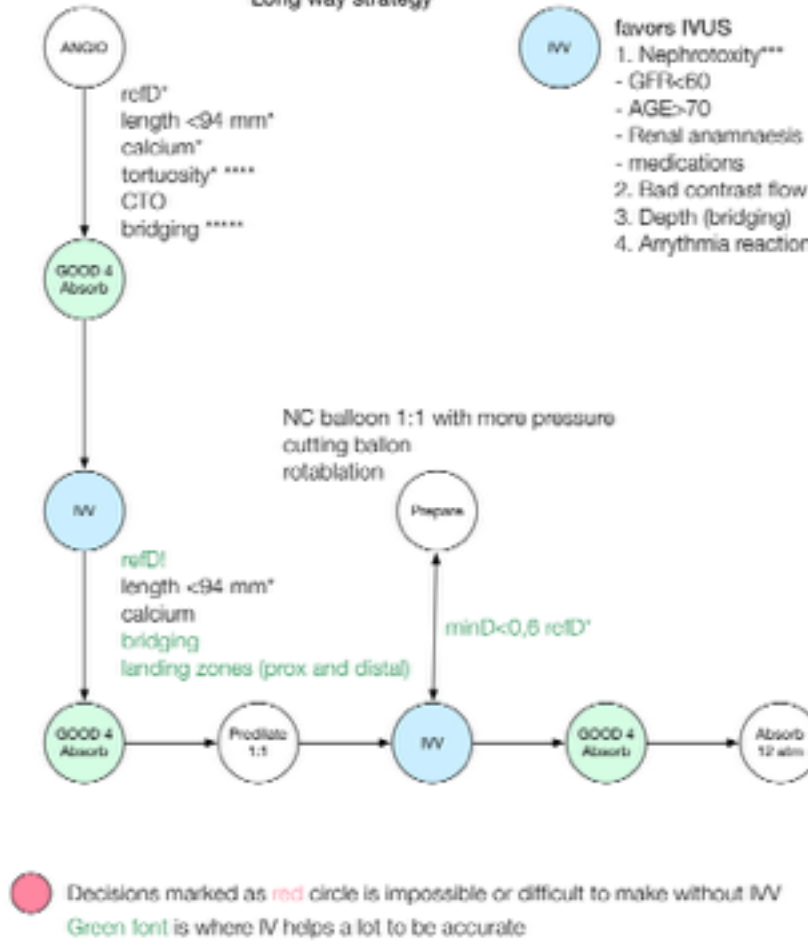 Long way strategy
ANGIO
IVV
favors IVUS
1. Nephrotoxity***
- GFR<60
- AGE>70
- Renal anamnaesis
- medications
2. Bad contrast flow
3. Depth (bridging)
4. Arrythmia reaction
refD*
length <94 mm*
calcium*
tortuosity* ****
CTO
bridging *****
GOOD 4
Absorb
NC balloon 1:1 with more pressure
cutting ballon
rotablation
IVV
Prepare
refD!
length <94 mm*
calcium
bridging
landing zones (prox and distal)
minD<0,6 refD*
GOOD 4
Absorb
Predilate
1:1
IVV
GOOD 4
Absorb
Absorb
12 atm
Decisions marked as red circle is impossible or difficult to make without IVV
Green font is where IV helps a lot to be accurate